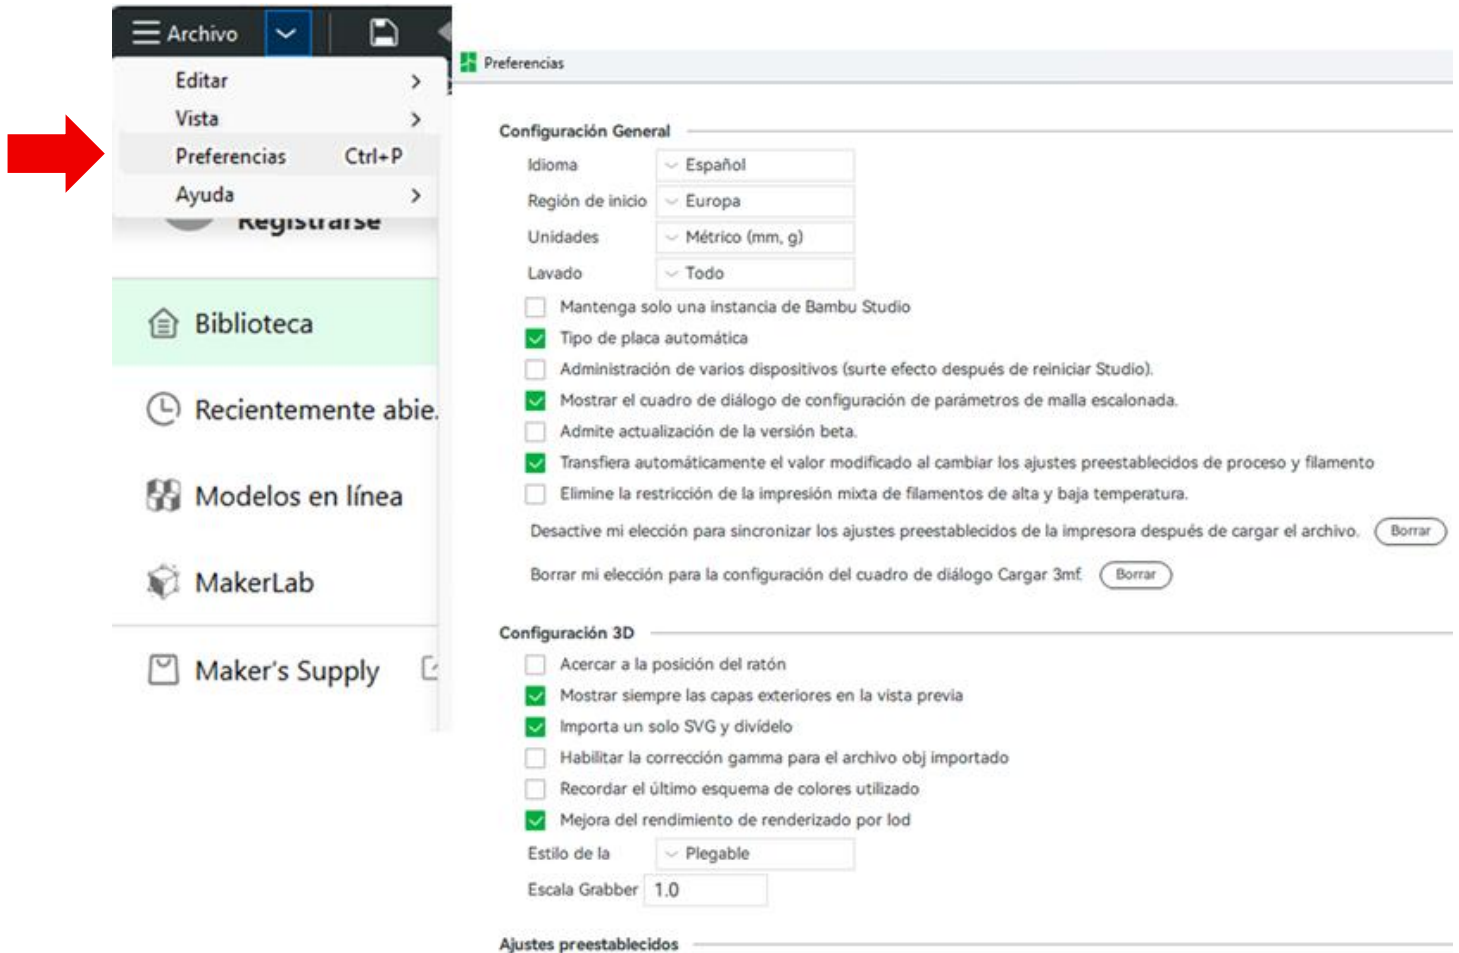 Archivo
Editar
Vista
Preferencias Ctrl+P
Ayuda
Registrarse
Biblioteca
Recientemente abie.
Modelos en línea
MakerLab
Maker's Supply
Preferencias
Configuración General
Idioma Español
Región de inicio Europa
Unidades Métrico (mm, g)
Lavado Todo
Mantenga solo una instancia de Bambu Studio
Tipo de placa automática
Administración de varios dispositivos (surte efecto después de reiniciar Studio).
Mostrar el cuadro de diálogo de configuración de parámetros de malla escalonada.
Admite actualización de la versión beta.
Transfiera automáticamente el valor modificado al cambiar los ajustes preestablecidos de proceso y filamento
Elimine la restricción de la impresión mixta de filamentos de alta y baja temperatura.
Desactive mi elección para sincronizar los ajustes preestablecidos de la impresora después de cargar el archivo. Borrar
Borrar mi elección para la configuración del cuadro de diálogo Cargar 3mf. Borrar
Configuración 3D
Acercar a la posición del ratón
Mostrar siempre las capas exteriores en la vista previa
Importa un solo SVG y divídelo
Habilitar la corrección gamma para el archivo obj importado
Recordar el último esquema de colores utilizado
Mejora del rendimiento de renderizado por lod
Estilo de la Plegable
Escala Grabber 1.0
Ajustes preestablecidos